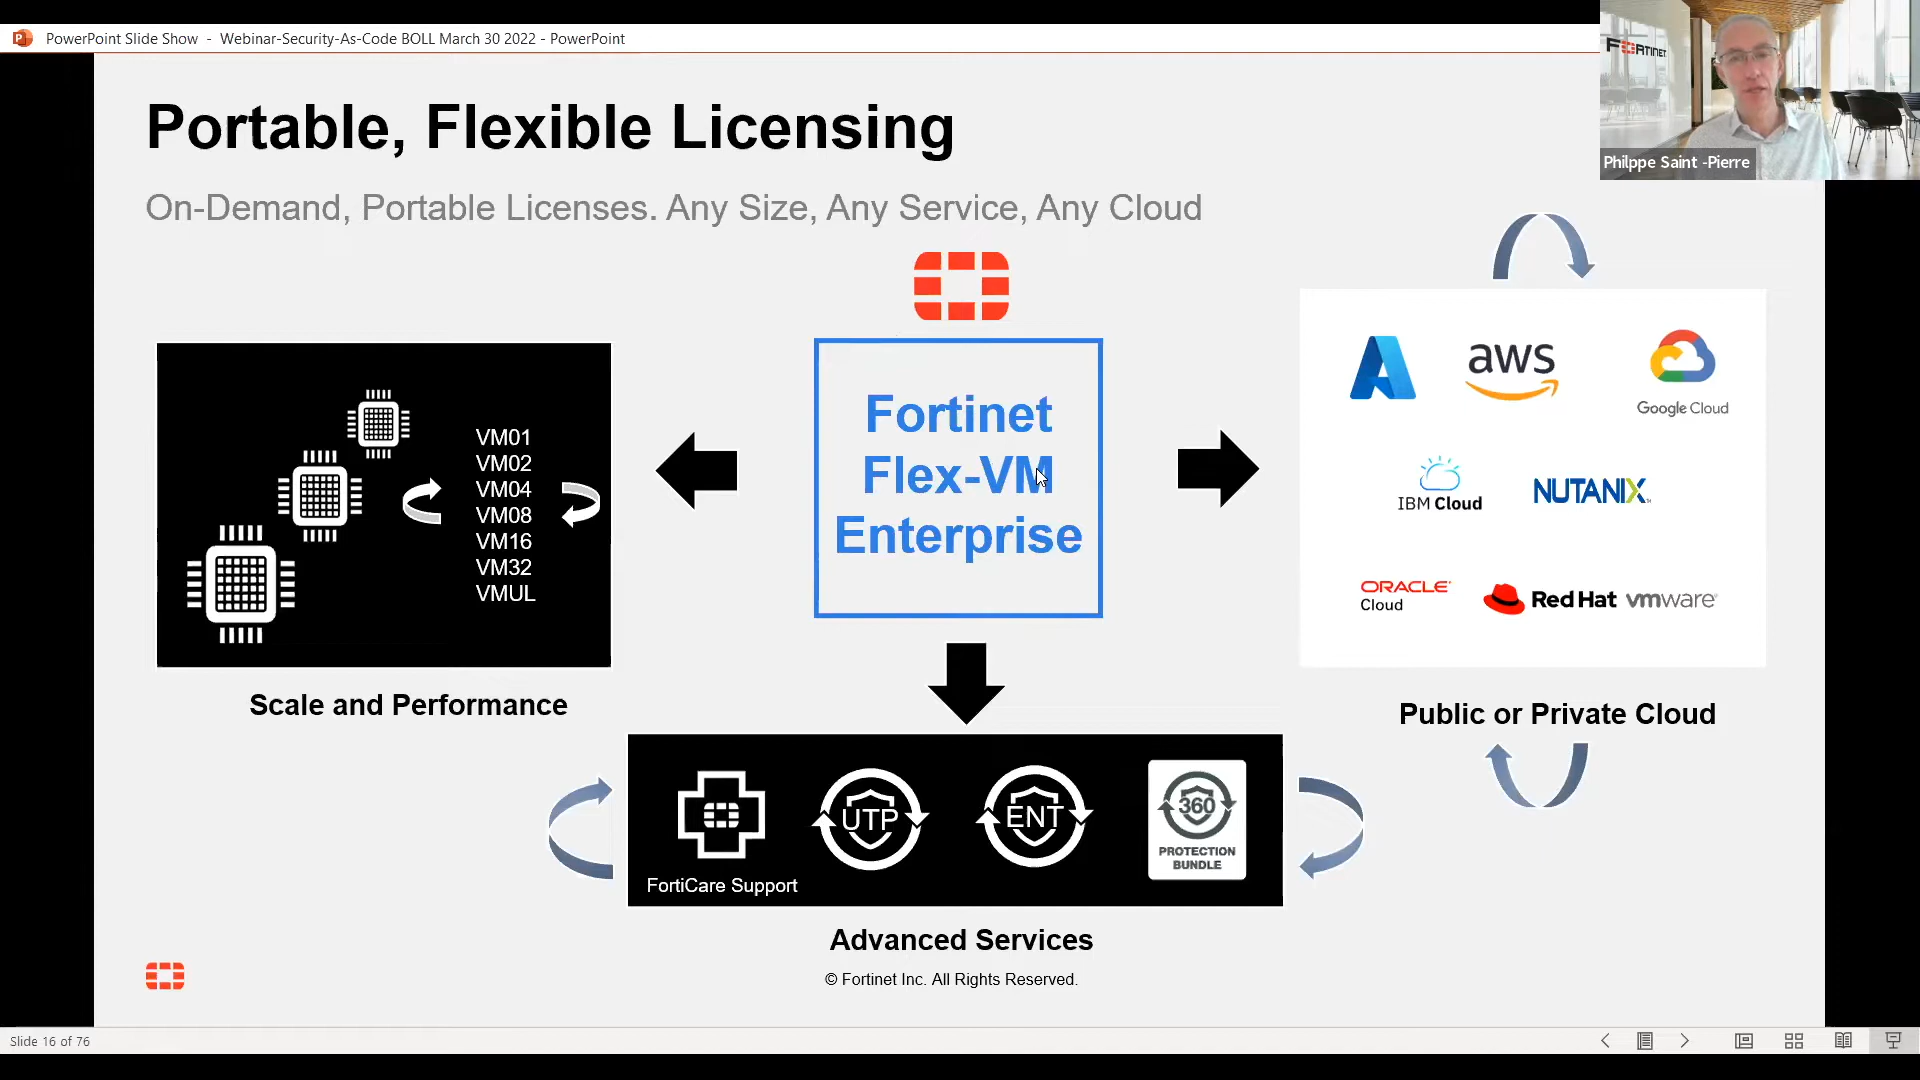 PowerPoint Slide Show - Webinar-Security-As-Code BOLL March 30 2022 - PowerPoint
FORTINET
Philppe Saint -Pierre
Portable, Flexible Licensing
On-Demand, Portable Licenses. Any Size, Any Service, Any Cloud
VM01
VM02
VM04
VM08
VM16
VM32
VMUL
Scale and Performance
Fortinet
Flex-VM
Enterprise
aws
Google Cloud
IBM Cloud
NUTANIX
ORACLE
Cloud
Red Hat
vmware
Public or Private Cloud
FortiCare Support
UTP
ENT
360
PROTECTION
BUNDLE
Advanced Services
© Fortinet Inc. All Rights Reserved.
Slide 16 of 76